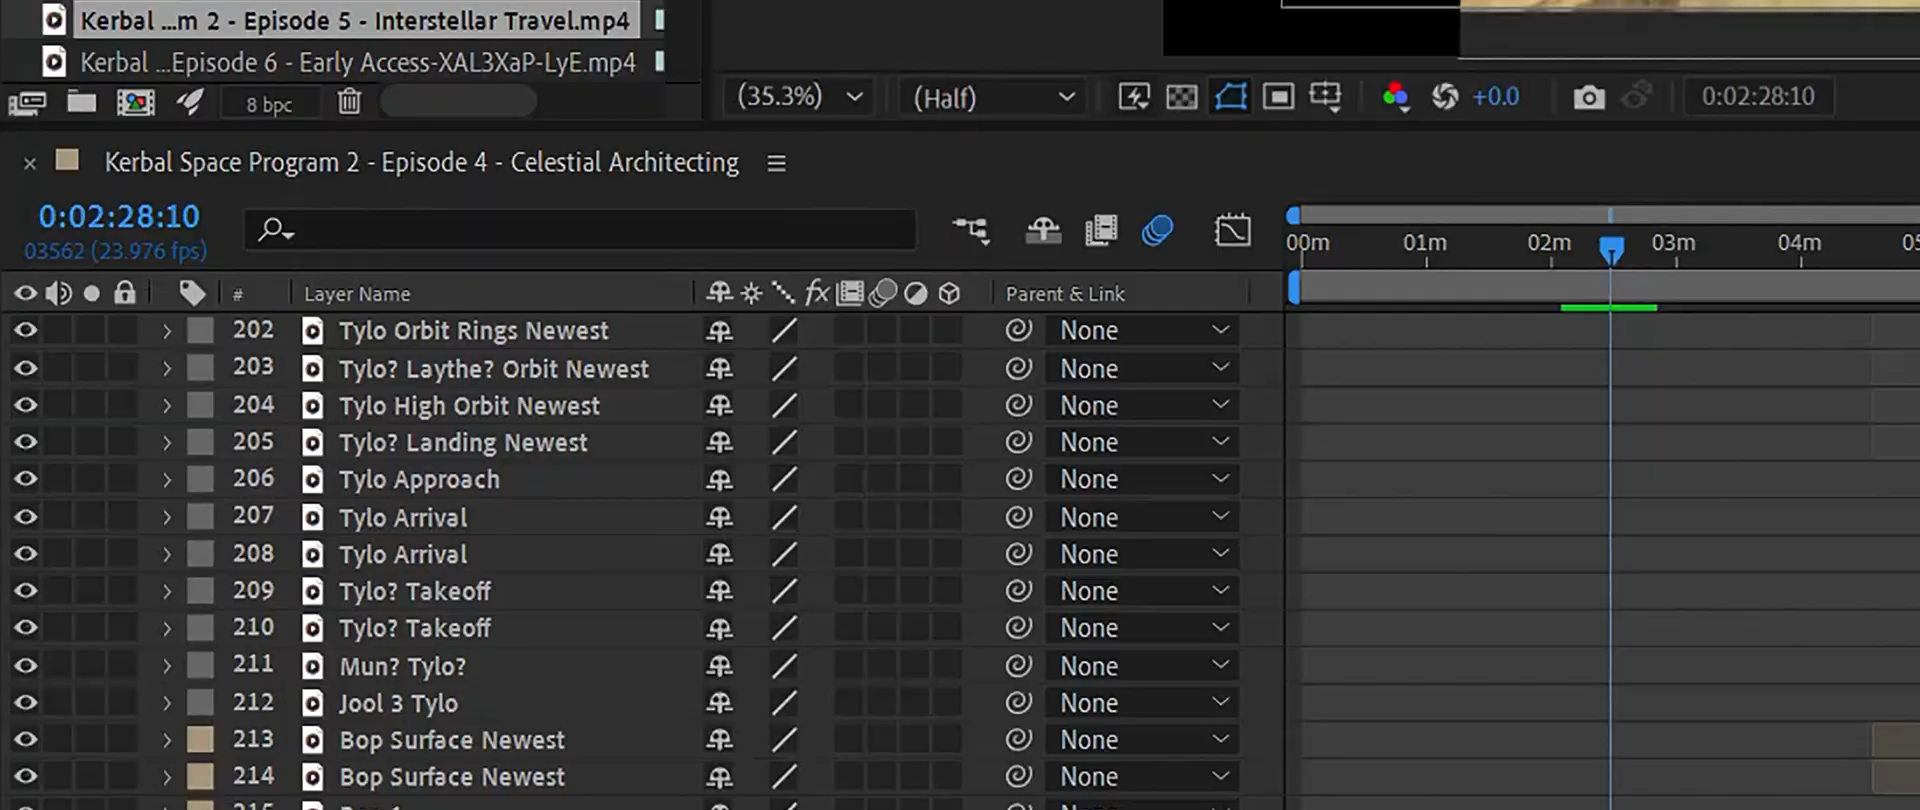 Kerbal ...m 2 - Episode 5 - Interstellar Travel.mp4
Kerbal ...Episode 6 - Early Access-XAL3XaP-LyE.mp4
8 bpc
(35.3%)
(Half)
+0.0
0:02:28:10
Kerbal Space Program 2 - Episode 4 - Celestial Architecting
0:02:28:10
03562 (23.976 fps)
00m 01m 02m 03m 04m
# Layer Name fx Parent & Link
202 Tylo Orbit Rings Newest None
203 Tylo? Laythe? Orbit Newest None
204 Tylo High Orbit Newest None
205 Tylo? Landing Newest None
206 Tylo Approach None
207 Tylo Arrival None
208 Tylo Arrival None
209 Tylo? Takeoff None
210 Tylo? Takeoff None
211 Mun? Tylo? None
212 Jool 3 Tylo None
213 Bop Surface Newest None
214 Bop Surface Newest None